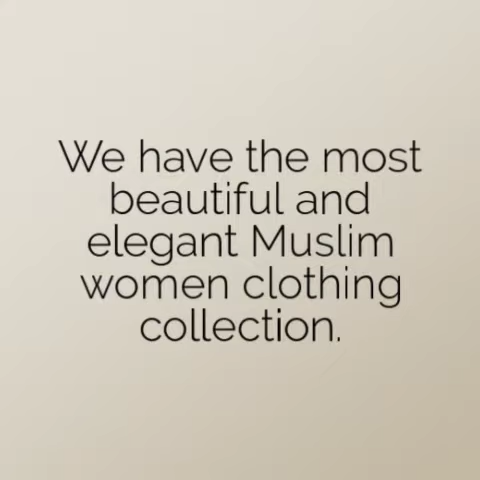 We have the most
beautiful and
elegant Muslim
women clothing
collection.